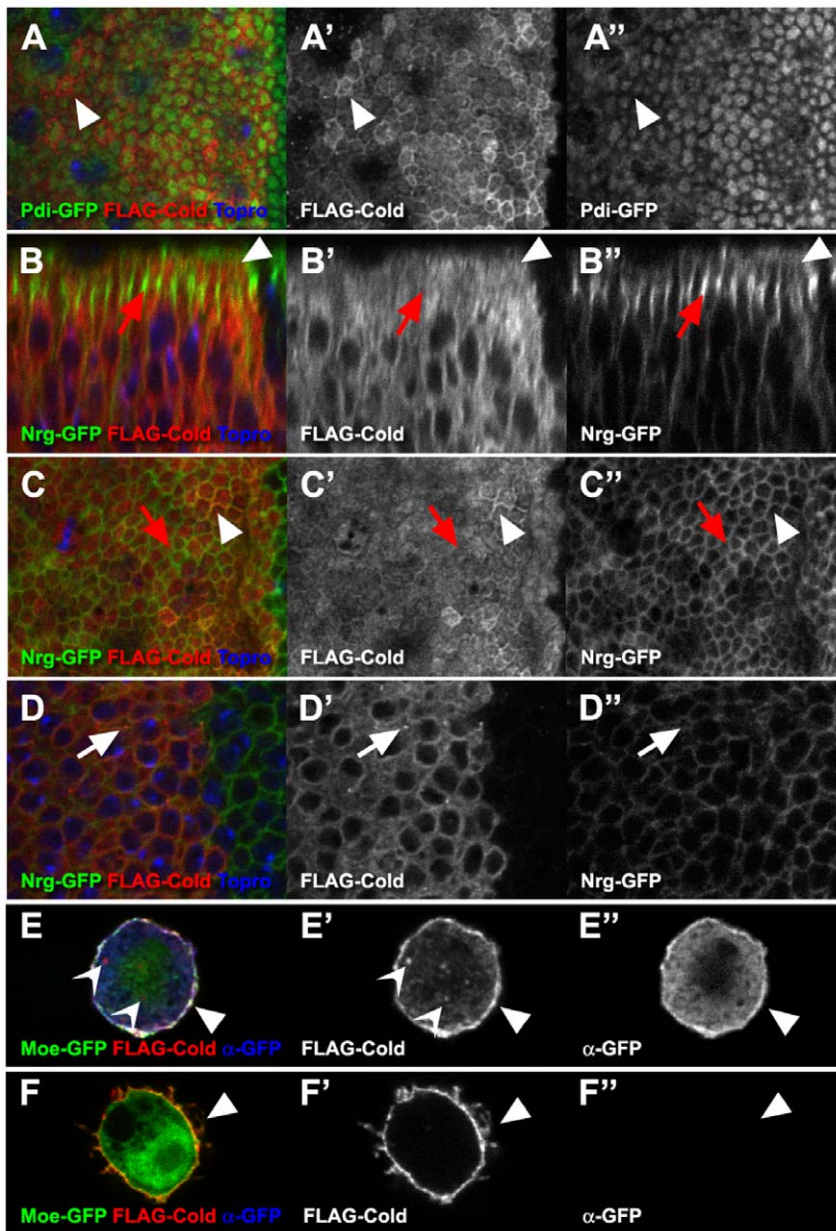 A A' A"
Pdi-GFP FLAG-Cold Topro FLAG-Cold Pdi-GFP
B B' B"
Nrg-GFP FLAG-Cold Topro FLAG-Cold Nrg-GFP
C C' C"
Nrg-GFP FLAG-Cold Topro FLAG-Cold Nrg-GFP
D D' D"
Nrg-GFP FLAG-Cold Topro FLAG-Cold Nrg-GFP
E E' E"
Moe-GFP FLAG-Cold α-GFP FLAG-Cold α-GFP
F F' F"
Moe-GFP FLAG-Cold α-GFP FLAG-Cold α-GFP